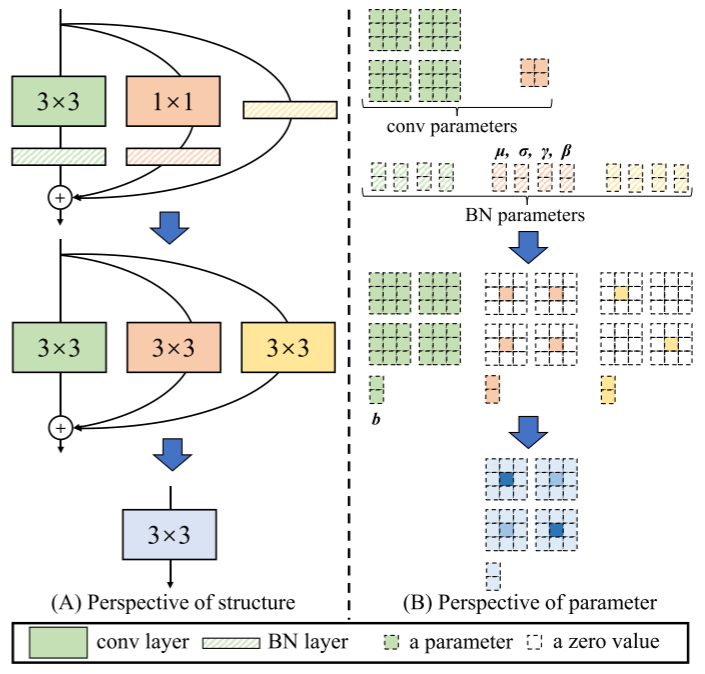 3×3
1×1
+
3×3
3×3
3×3
+
3×3
(A) Perspective of structure
conv parameters
μ, σ, γ, β
BN parameters
b
(B) Perspective of parameter
conv layer
BN layer
a parameter
a zero value